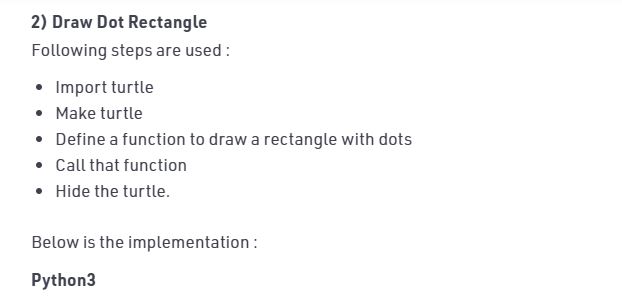 2) Draw Dot Rectangle
Following steps are used :
• Import turtle
• Make turtle
• Define a function to draw a rectangle with dots
• Call that function
• Hide the turtle.
Below is the implementation :
Python3